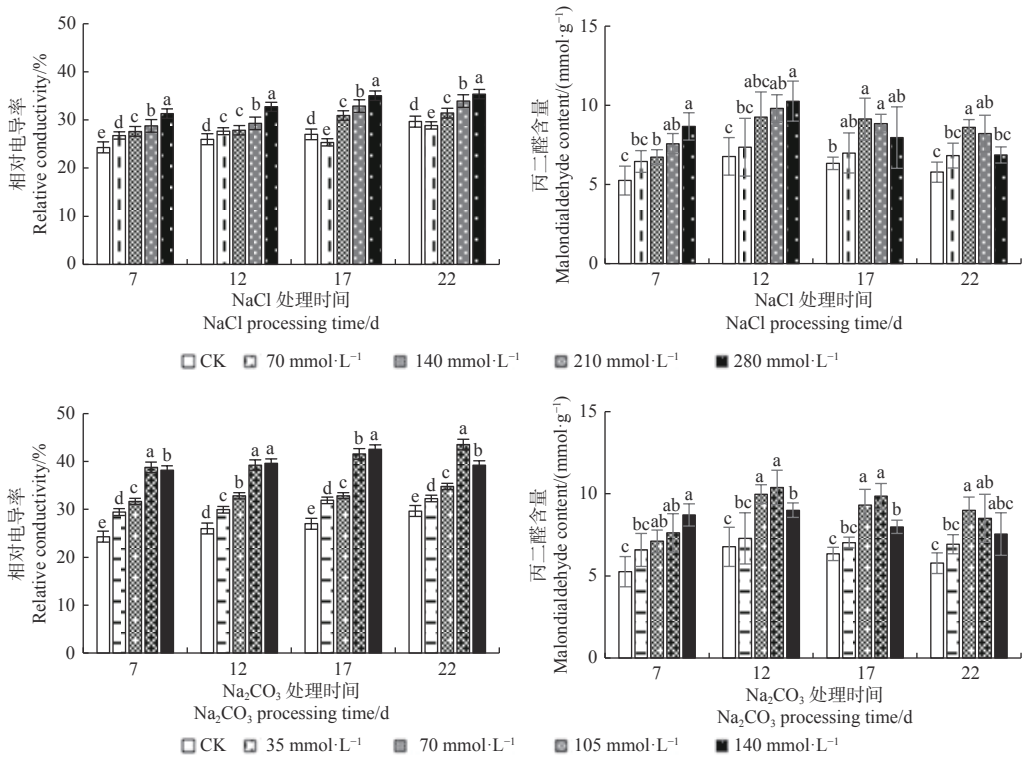 50
40
30
20
10
0
相对电导率
Relative conductivity/%
e d c b a
d c c b a
d e c b a
d e c b a
7 12 17 22
NaCl 处理时间
NaCl processing time/d
15
10
5
0
丙二醛含量
Malondialdehyde content/(mmol·g⁻¹)
c bc b ab a
c bc abc ab a
b ab a a ab
c bc a ab bc
7 12 17 22
NaCl 处理时间
NaCl processing time/d
CK 70 mmol·L⁻¹ 140 mmol·L⁻¹ 210 mmol·L⁻¹ 280 mmol·L⁻¹
50
40
30
20
10
0
相对电导率
Relative conductivity/%
e d c a b
d c b a a
e d c b a
e d c a b
7 12 17 22
Na₂CO₃ 处理时间
Na₂CO₃ processing time/d
15
10
5
0
丙二醛含量
Malondialdehyde content/(mmol·g⁻¹)
c bc ab ab a
c bc a a b
c bc a a b
c bc a ab abc
7 12 17 22
Na₂CO₃ 处理时间
Na₂CO₃ processing time/d
CK 35 mmol·L⁻¹ 70 mmol·L⁻¹ 105 mmol·L⁻¹ 140 mmol·L⁻¹